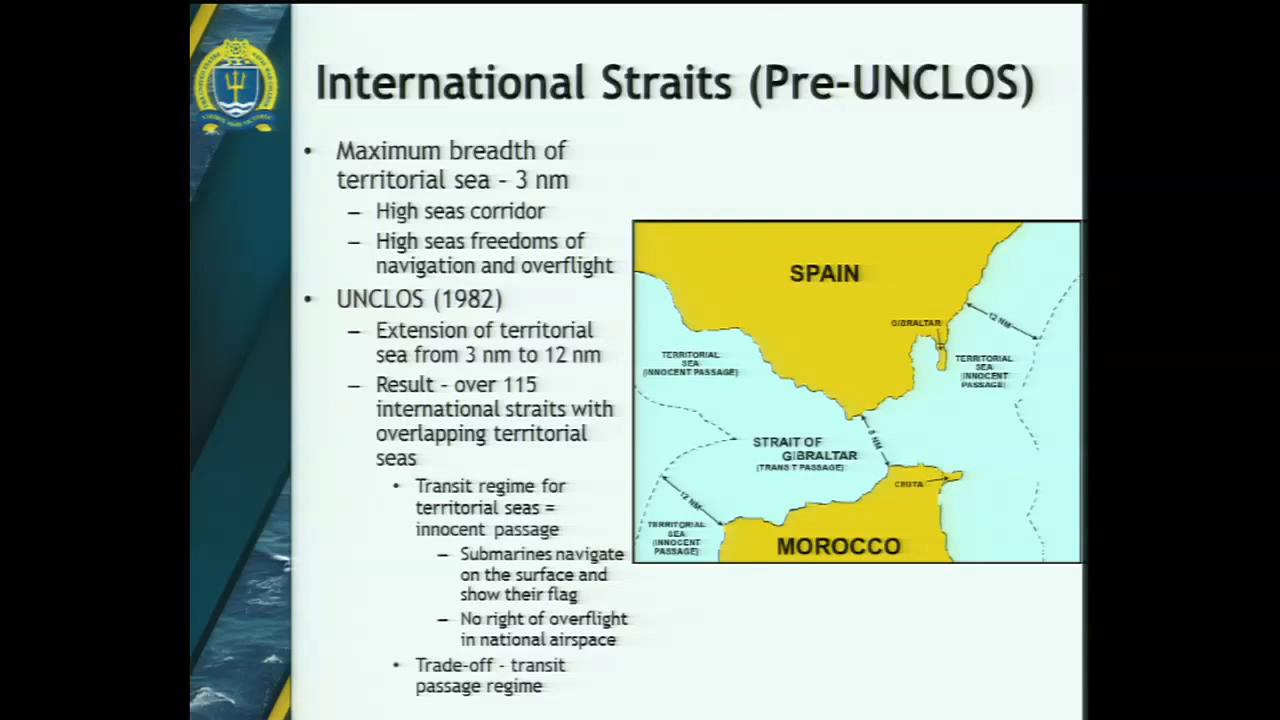 International Straits (Pre-UNCLOS)
• Maximum breadth of
territorial sea – 3 nm
– High seas corridor
– High seas freedoms of
navigation and overflight
• UNCLOS (1982)
– Extension of territorial
sea from 3 nm to 12 nm
– Result – over 115
international straits with
overlapping territorial
seas
• Transit regime for
territorial seas =
innocent passage
– Submarines navigate
on the surface and
show their flag
– No right of overflight
in national airspace
• Trade-off - transit
passage regime
SPAIN
GIBRALTAR
12 NM
TERRITORIAL
SEA
(INNOCENT PASSAGE)
TERRITORIAL
SEA
(INNOCENT
PASSAGE)
8 NM
STRAIT OF
GIBRALTAR
(TRANSIT PASSAGE)
CEUTA
12 NM
TERRITORIAL
SEA
(INNOCENT
PASSAGE)
MOROCCO